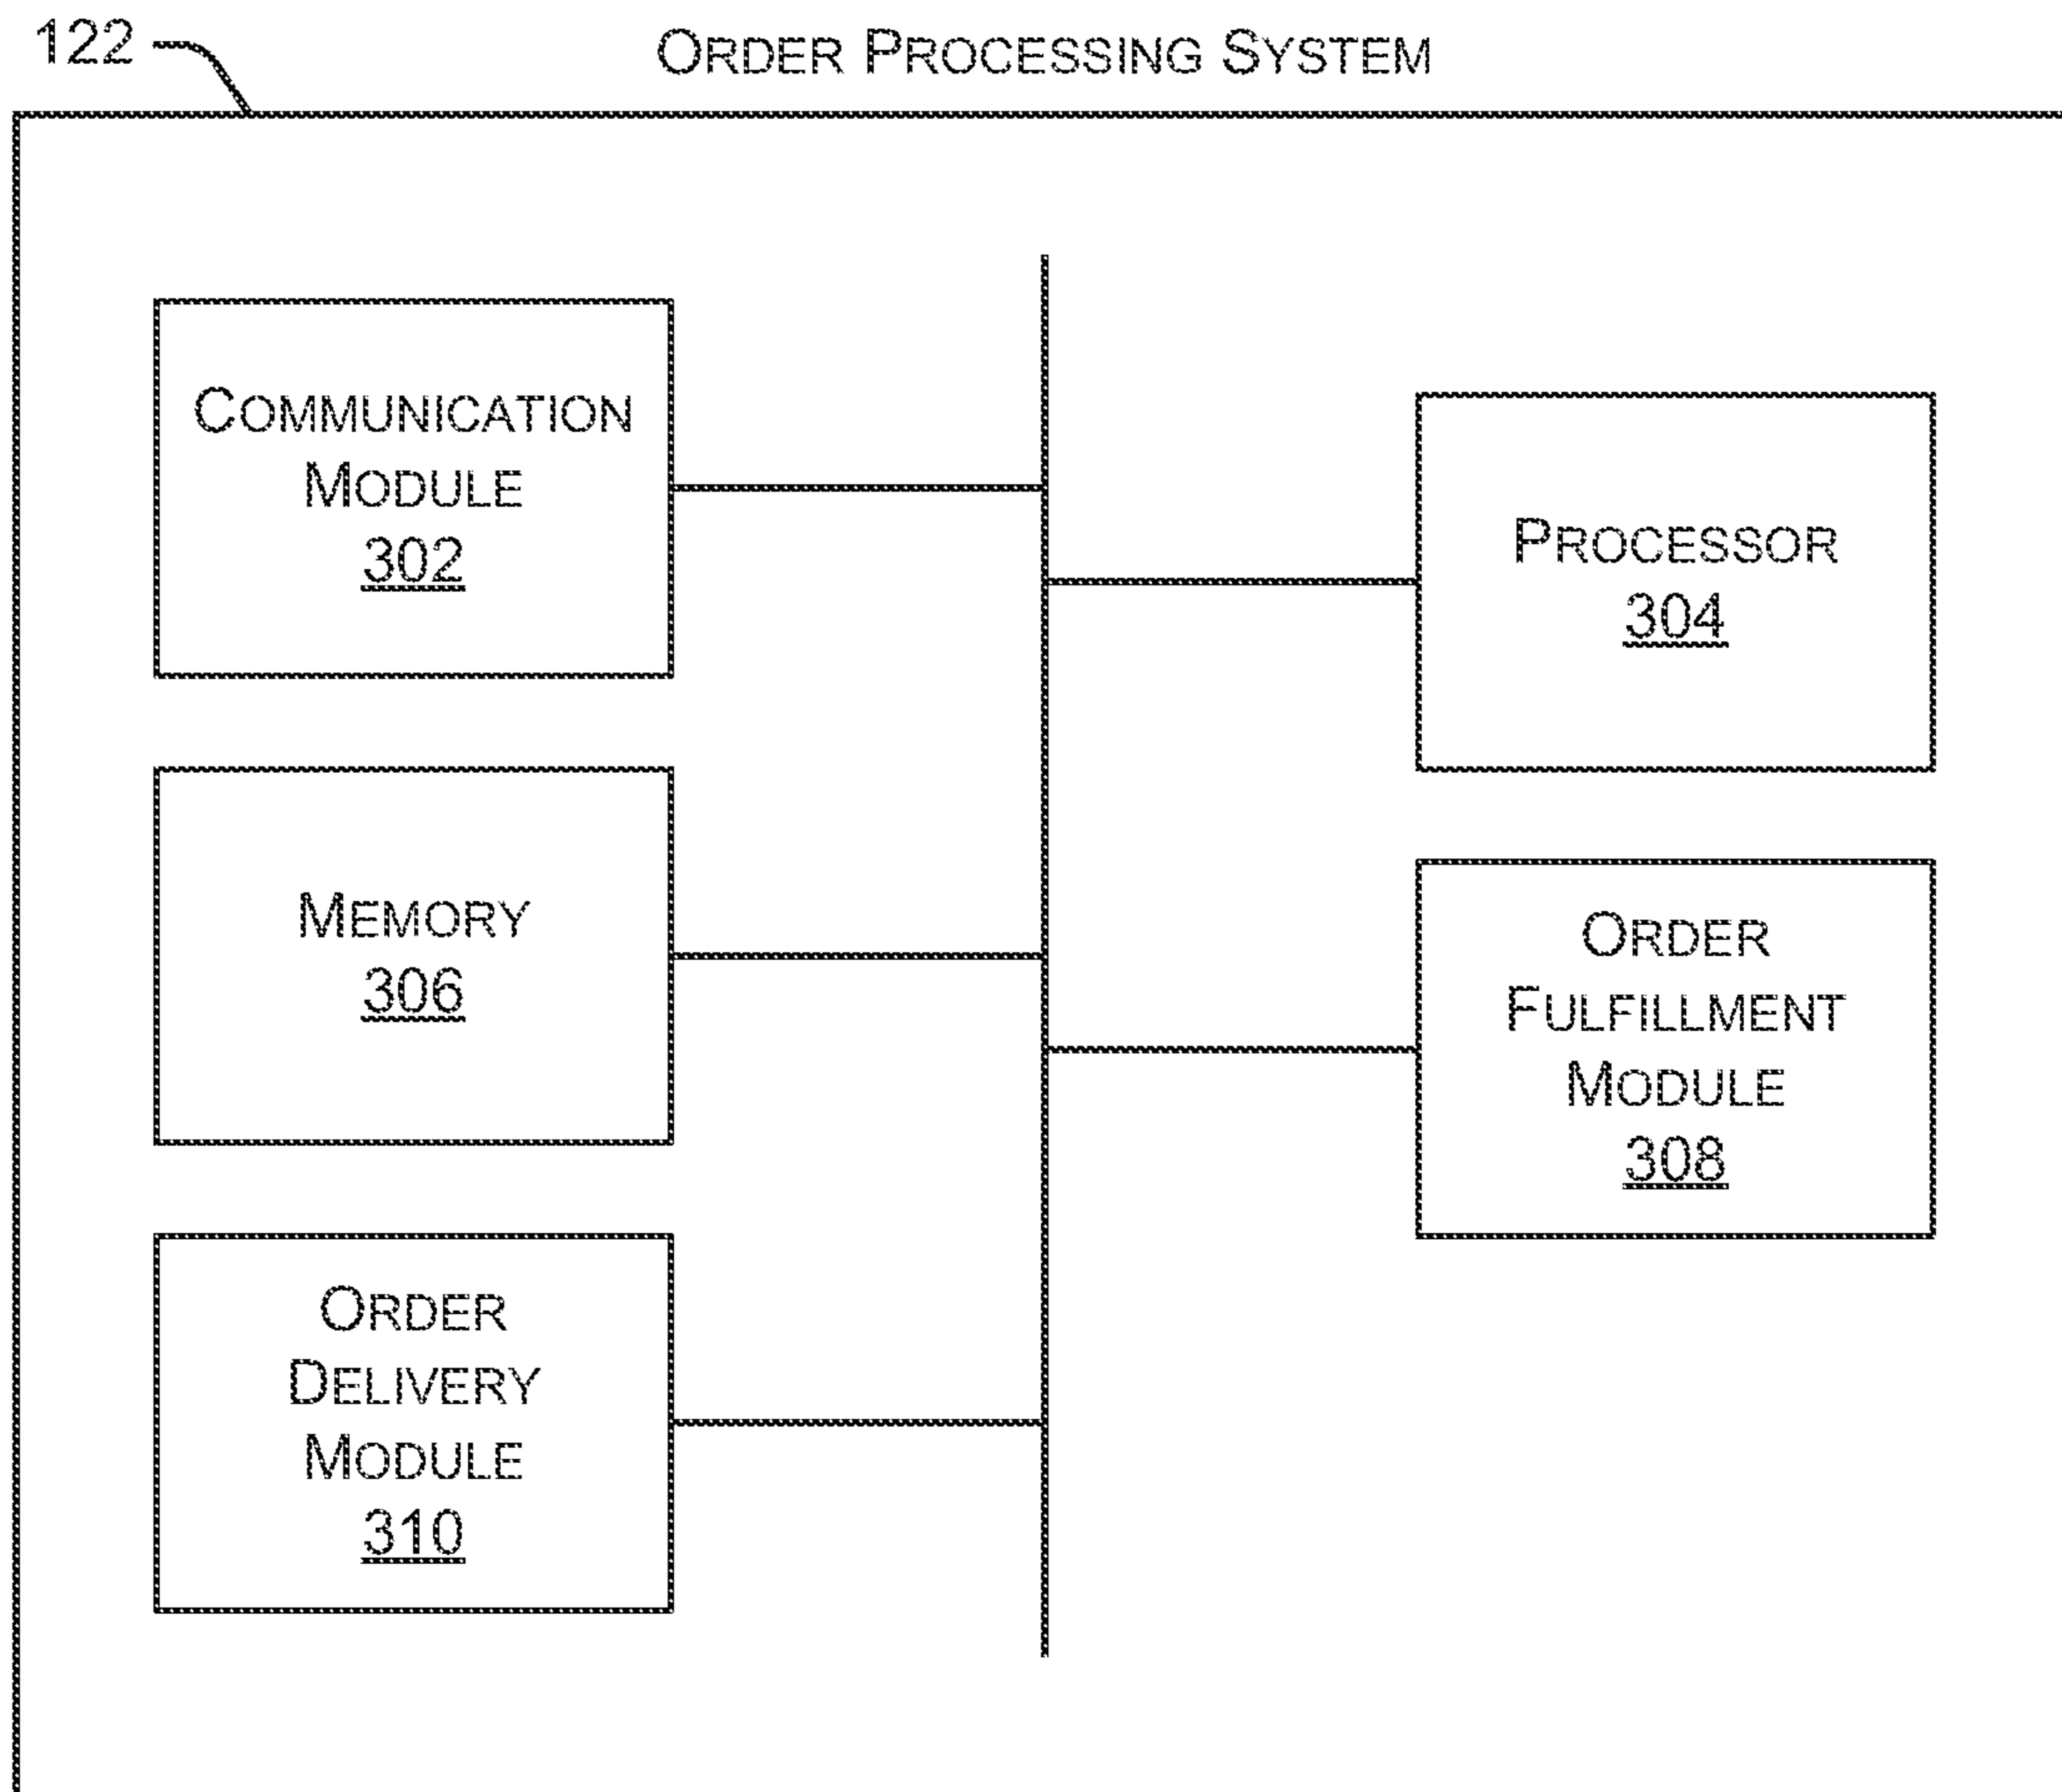 122
ORDER PROCESSING SYSTEM
COMMUNICATION
MODULE
302
PROCESSOR
304
MEMORY
306
ORDER
FULFILLMENT
MODULE
308
ORDER
DELIVERY
MODULE
310